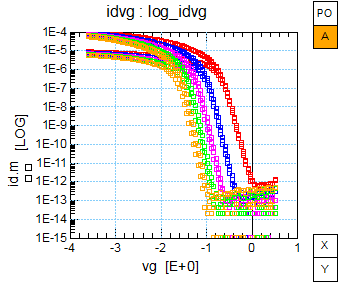 idvg : log_idvg
PO
A
1E-4
1E-5
1E-6
1E-7
1E-8
1E-9
1E-10
1E-11
1E-12
1E-13
1E-14
1E-15
id.m [LOG]
-4 -3 -2 -1 0 1
vg [E+0]
X
Y